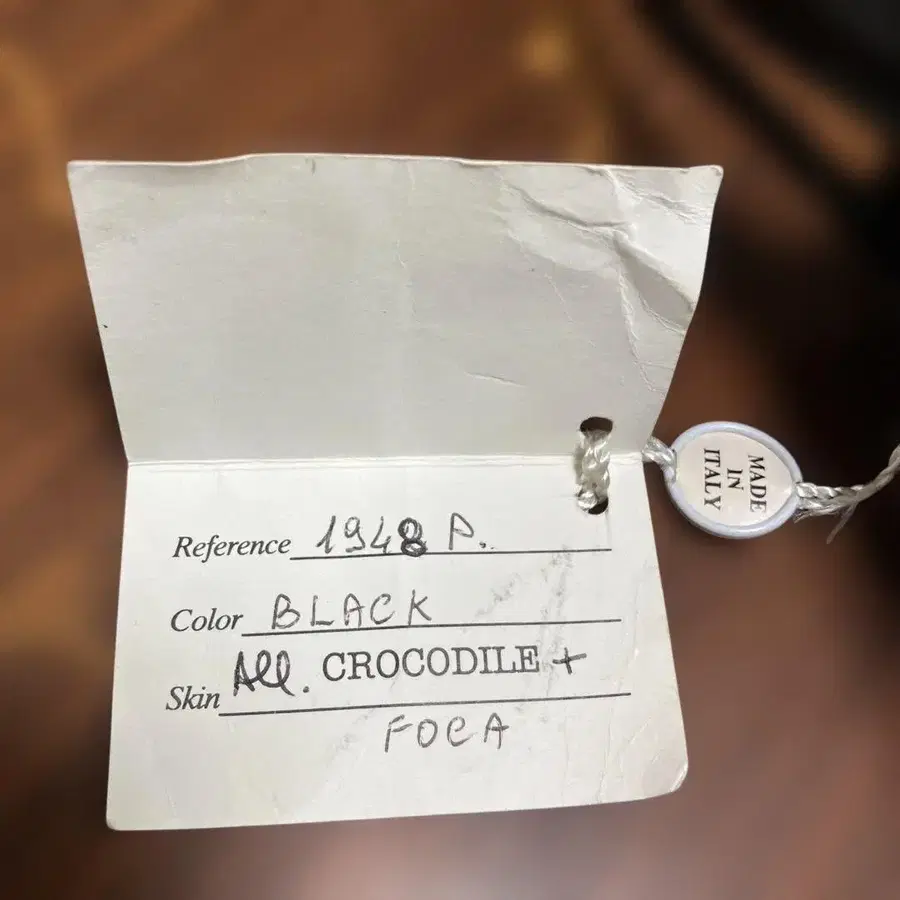 Reference 1948 P.
Color BLACK
Skin All. CROCODILE +
FOCA
MADE
IN
ITALY